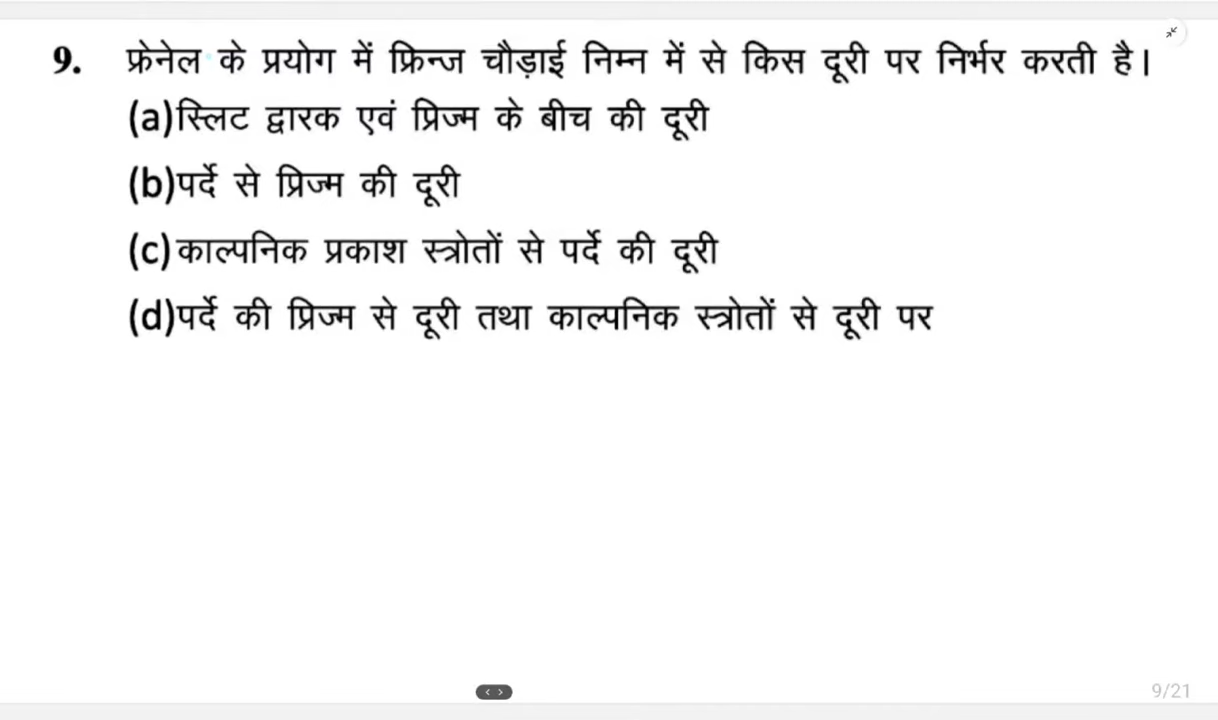 9. फ्रेनेल के प्रयोग में फ्रिन्ज चौड़ाई निम्न में से किस दूरी पर निर्भर करती है।
(a)स्लिट द्वारक एवं प्रिज्म के बीच की दूरी
(b)पर्दे से प्रिज्म की दूरी
(c)काल्पनिक प्रकाश स्त्रोतों से पर्दे की दूरी
(d)पर्दे की प्रिज्म से दूरी तथा काल्पनिक स्त्रोतों से दूरी पर
9/21